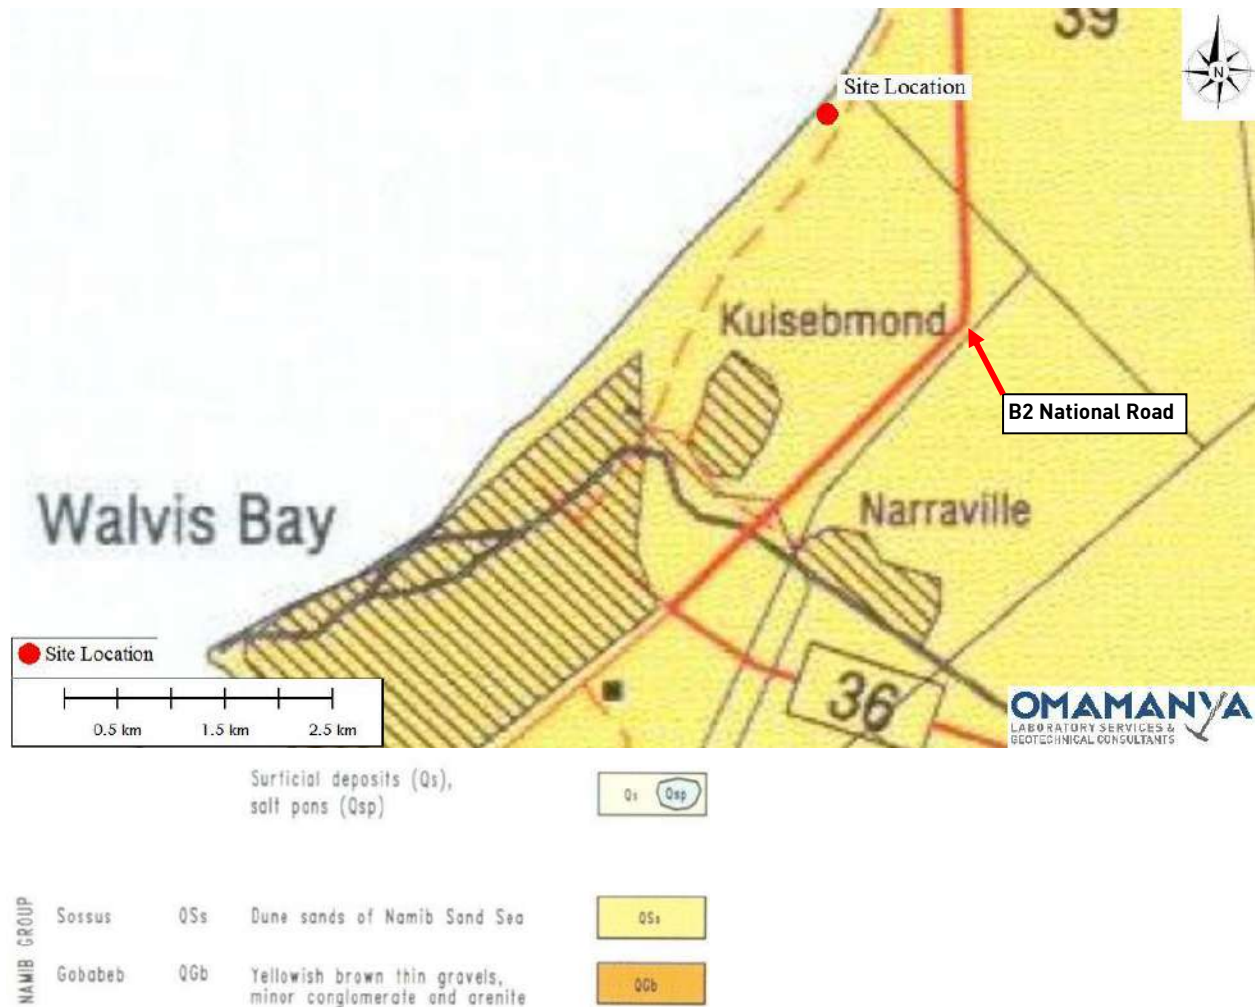 39
Site Location
N
Kuisebmond
B2 National Road
Walvis Bay
Narraville
Site Location
0.5 km 1.5 km 2.5 km
36
OMAMANYA
LABORATORY SERVICES &
GEOTECHNICAL CONSULTANTS
Surficial deposits (Qs),
salt pans (Qsp)
Qs Qsp
NAMIB GROUP
Sossus QSs Dune sands of Namib Sand Sea QSs
Gobabeb QGb Yellowish brown thin gravels,
minor conglomerate and arenite
QGb